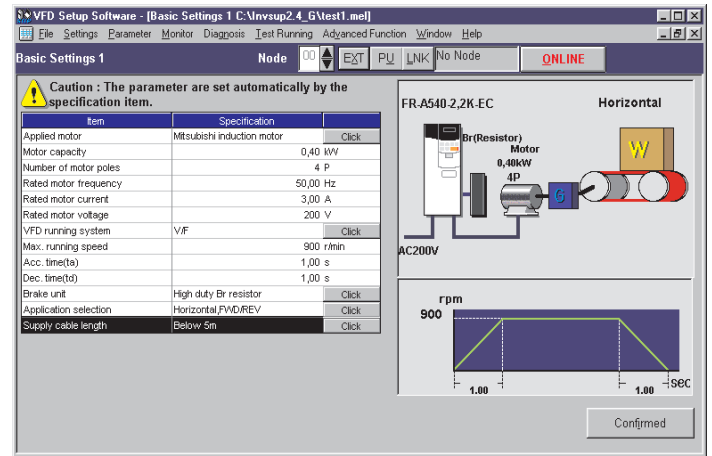 VFD Setup Software - [Basic Settings 1 C:\Invsup2.4_G\test1.mel]
File Settings Parameter Monitor Diagnosis Test Running Advanced Function Window Help
Basic Settings 1 Node 00 EXT PU LNK No Node ONLINE
Caution : The parameter are set automatically by the
specification item.
Item Specification
Applied motor Mitsubishi induction motor Click
Motor capacity 0,40 kW
Number of motor poles 4 P
Rated motor frequency 50,00 Hz
Rated motor current 3,00 A
Rated motor voltage 200 V
VFD running system V/F Click
Max. running speed 900 r/min
Acc. time(ta) 1,00 s
Dec. time(td) 1,00 s
Brake unit High duty Br resistor Click
Application selection Horizontal,FWD/REV Click
Supply cable length Below 5m Click
FR-A540-2,2K-EC Horizontal
Br(Resistor)
Motor
0,40kW
4P
W
G
AC200V
rpm
900
1.00 1.00 sec
Confirmed